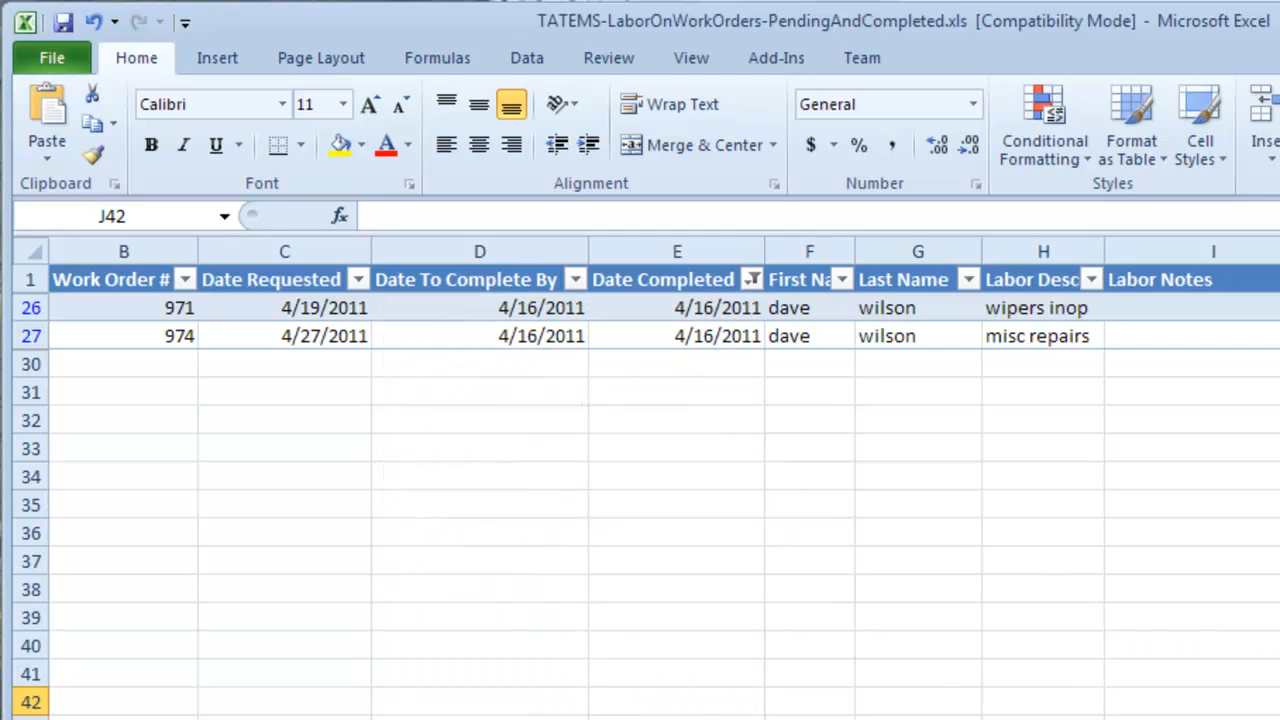 TATEMS-LaborOnWorkOrders-PendingAndCompleted.xls [Compatibility Mode] - Microsoft Excel
File Home Insert Page Layout Formulas Data Review View Add-Ins Team
Calibri 11 A A Wrap Text General
Paste B I U A Merge & Center $ % , .0 .00 .00 .0 Conditional Formatting Format as Table Cell Styles
Clipboard Font Alignment Number Styles
J42 fx
B C D E F G H I
1 Work Order # Date Requested Date To Complete By Date Completed First Na Last Name Labor Desc Labor Notes
26 971 4/19/2011 4/16/2011 4/16/2011 dave wilson wipers inop
27 974 4/27/2011 4/16/2011 4/16/2011 dave wilson misc repairs
30
31
32
33
34
35
36
37
38
39
40
41
42